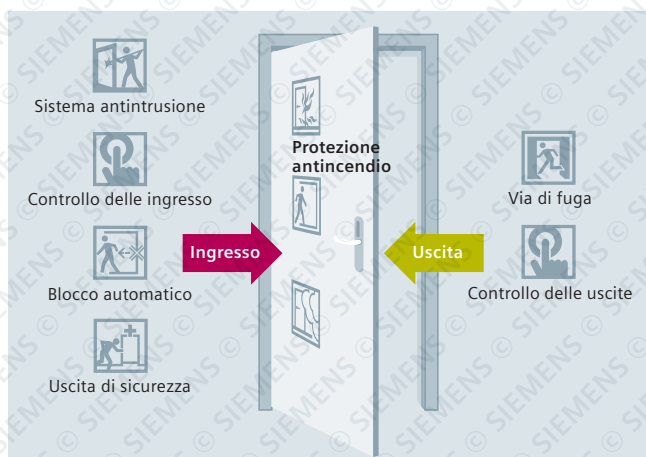 Sistema antintrusione
Controllo delle ingresso
Blocco automatico
Uscita di sicurezza
Protezione
antincendio
Ingresso
Uscita
Via di fuga
Controllo delle uscite
© SIEMENS